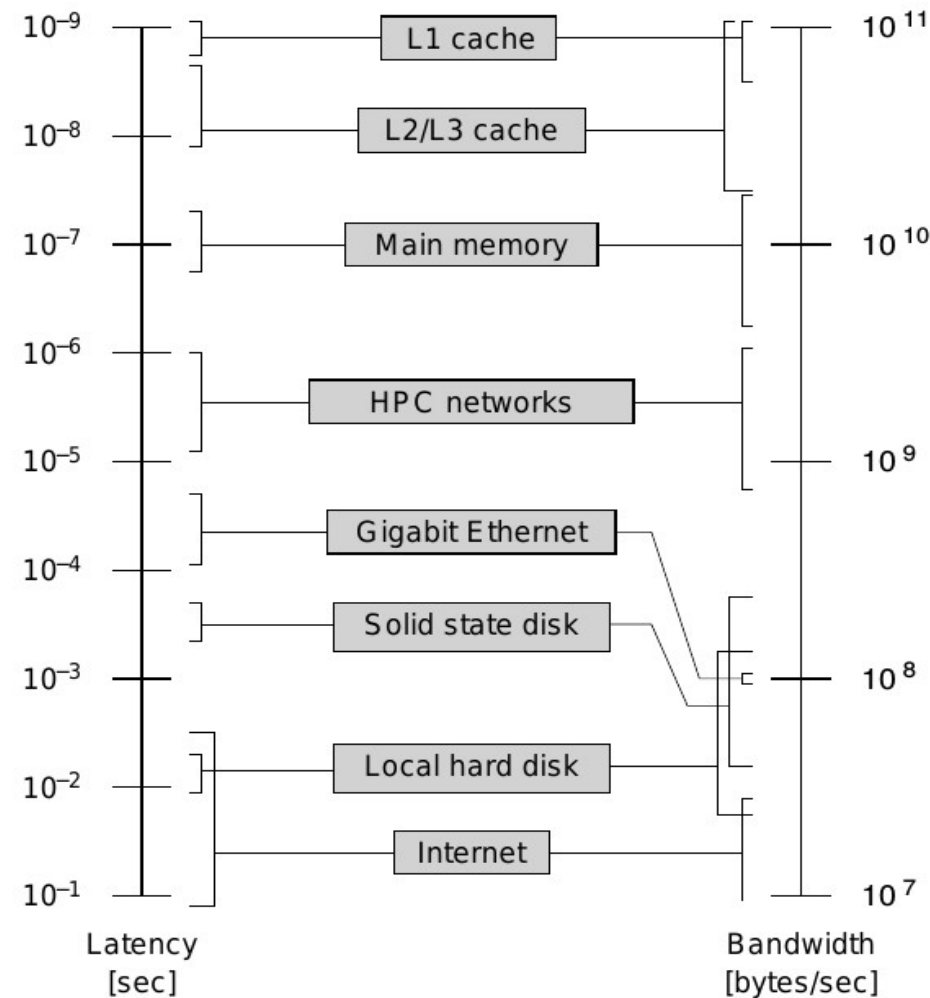 10⁻⁹ L1 cache 10¹¹
10⁻⁸ L2/L3 cache
10⁻⁷ Main memory 10¹⁰
10⁻⁶
HPC networks
10⁻⁵ 10⁹
Gigabit Ethernet
10⁻⁴
Solid state disk
10⁻³ 10⁸
Local hard disk
10⁻²
Internet
10⁻¹ 10⁷
Latency Bandwidth
[sec] [bytes/sec]